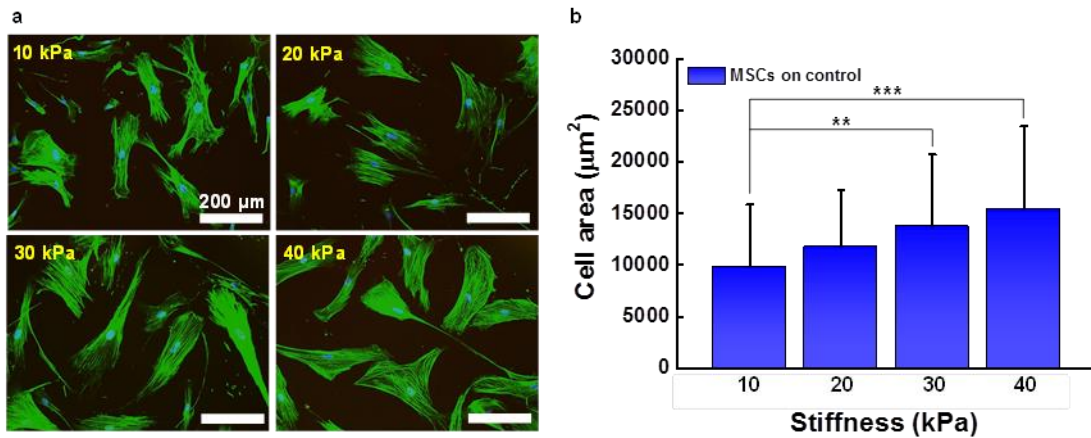 a
10 kPa
20 kPa
200 µm
30 kPa
40 kPa
b
30000
25000
20000
15000
10000
5000
0
Cell area (µm²)
MSCs on control
***
**
10 20 30 40
Stiffness (kPa)